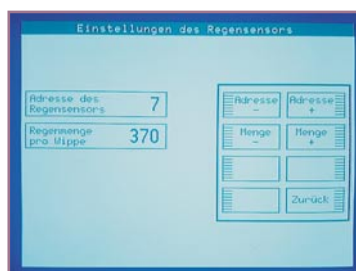 Einstellungen des Regensensors
Adresse des
Regensensors
7
Regenmenge
pro Wippe
370
Adresse
-
Adresse
+
Menge
-
Menge
+
Zurück